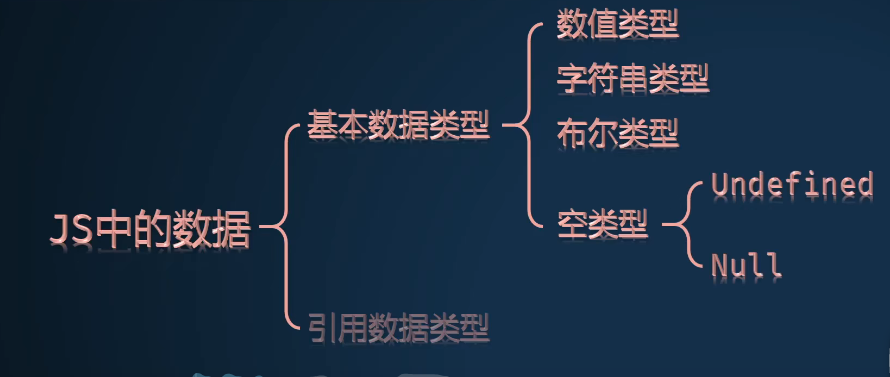 数值类型
字符串类型
基本数据类型
布尔类型
Undefined
空类型
JS中的数据
Null
引用数据类型